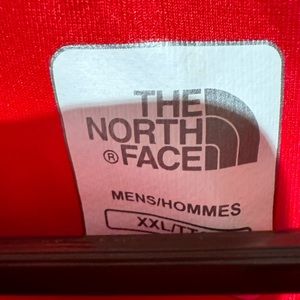 THE
NORTH
® FACE
MENS/HOMMES
XXL/TT